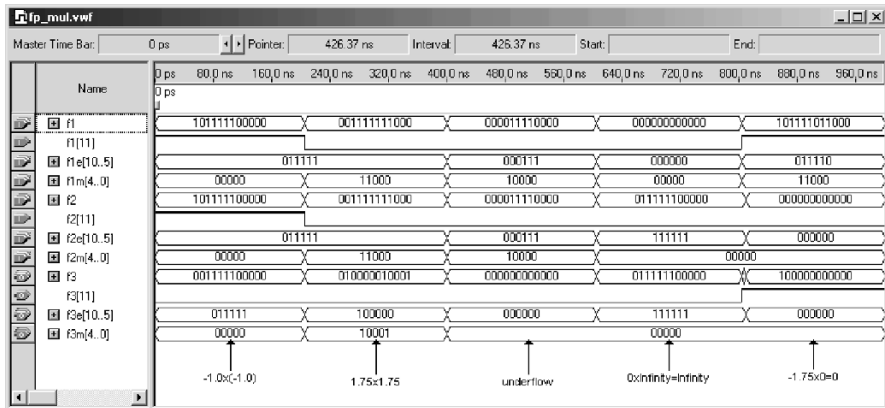 fp_mul.vwf
Master Time Bar: 0 ps Pointer: 426.37 ns Interval: 426.37 ns Start: End:
Name 0 ps 80.0 ns 160.0 ns 240.0 ns 320.0 ns 400.0 ns 480.0 ns 560.0 ns 640.0 ns 720.0 ns 800.0 ns 880.0 ns 960.0 ns
0 ps
f1 101111100000 001111111000 000011110000 000000000000 101111011000
f1[11]
f1e[10..5] 011111 000111 000000 011110
f1m[4..0] 00000 11000 10000 00000 11000
f2 101111100000 001111111000 000011110000 011111100000 000000000000
f2[11]
f2e[10..5] 011111 000111 111111 000000
f2m[4..0] 00000 11000 10000 00000
f3 001111100000 010000010001 000000000000 011111100000 100000000000
f3[11]
f3e[10..5] 011111 100000 000000 111111 000000
f3m[4..0] 00000 10001 00000
-1.0x(-1.0) 1.75x1.75 underflow 0xInfinity=Infinity -1.75x0=0